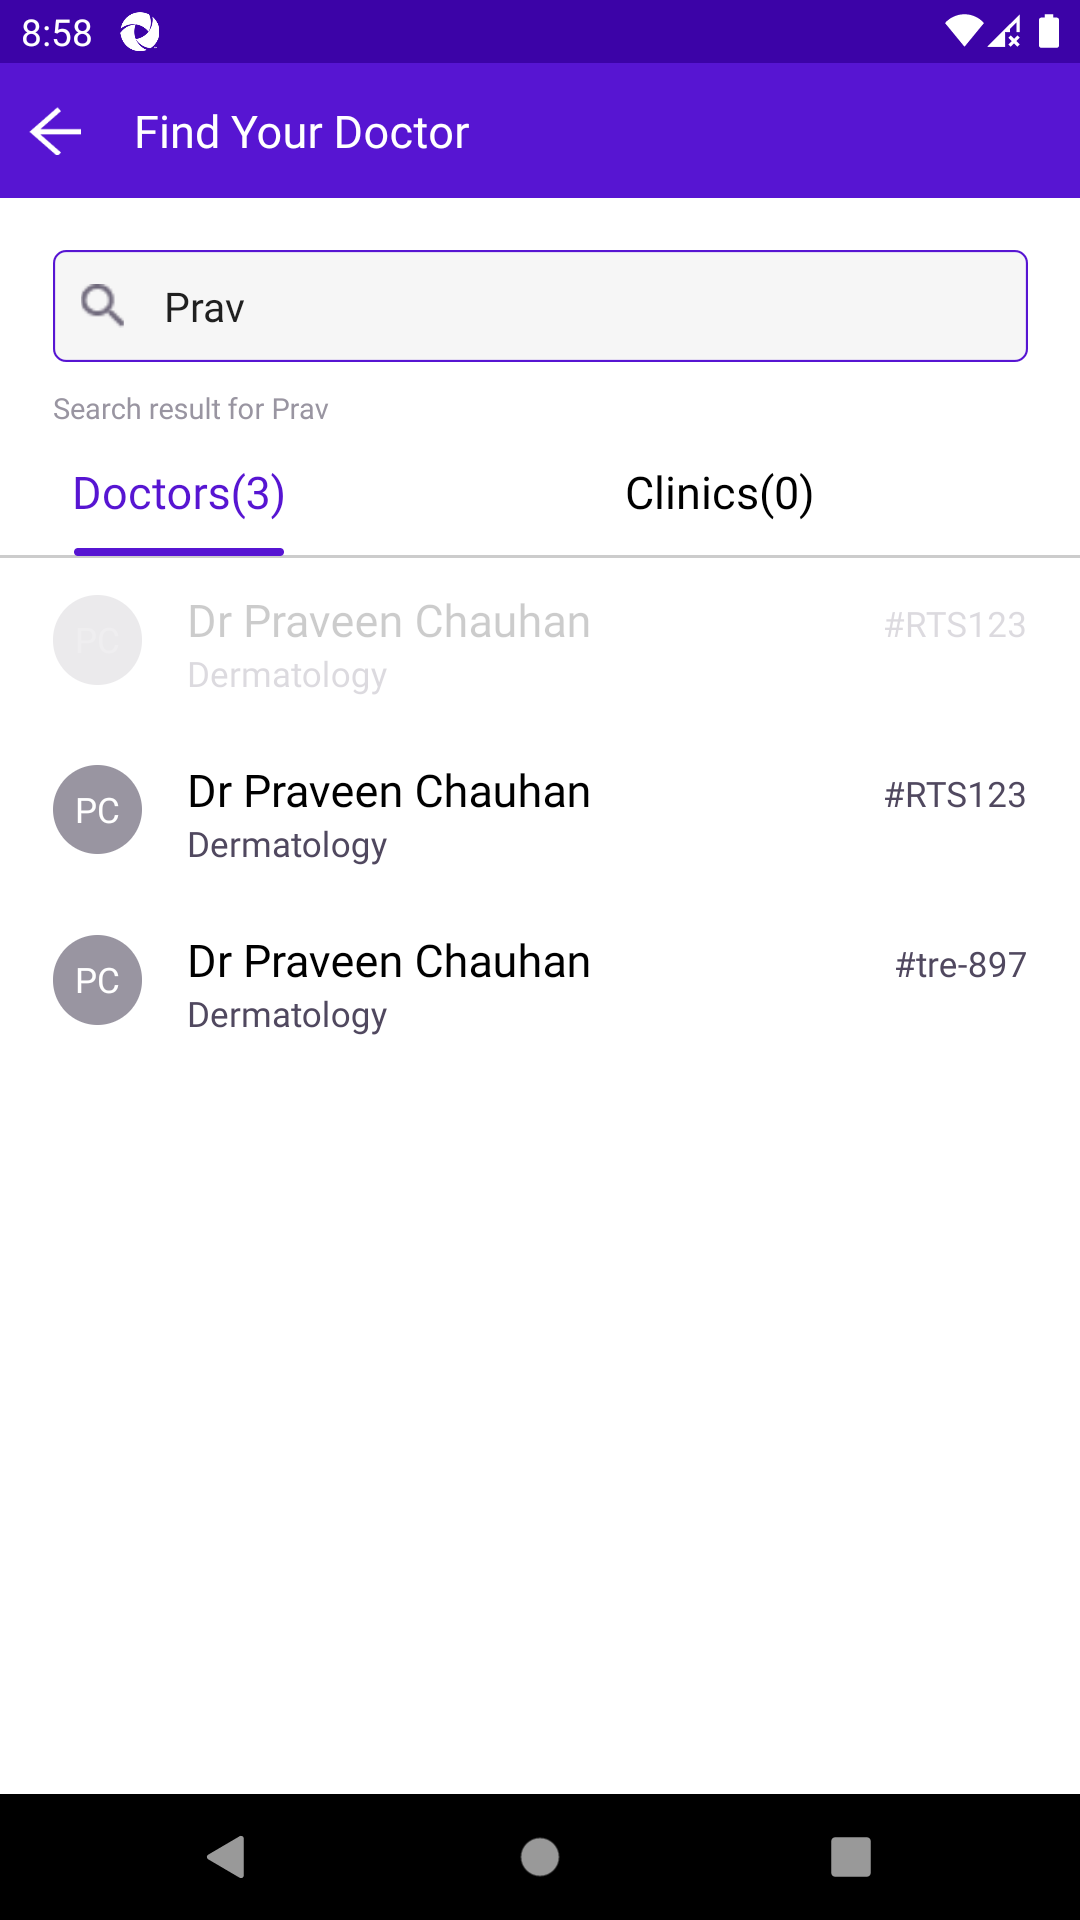 8:58
Find Your Doctor
Prav
Search result for Prav
Doctors(3) Clinics(0)
PC Dr Praveen Chauhan #RTS123
Dermatology
PC Dr Praveen Chauhan #RTS123
Dermatology
PC Dr Praveen Chauhan #tre-897
Dermatology